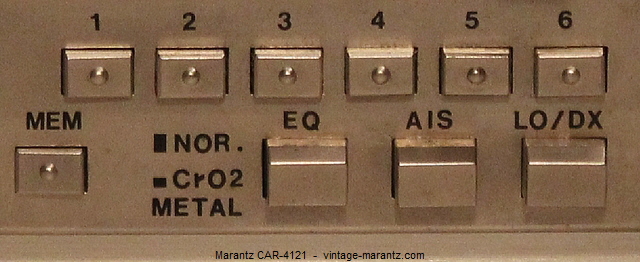 1 2 3 4 5 6
MEM EQ AIS LO/DX
NOR.
CrO2
METAL
Marantz CAR-4121 - vintage-marantz.com